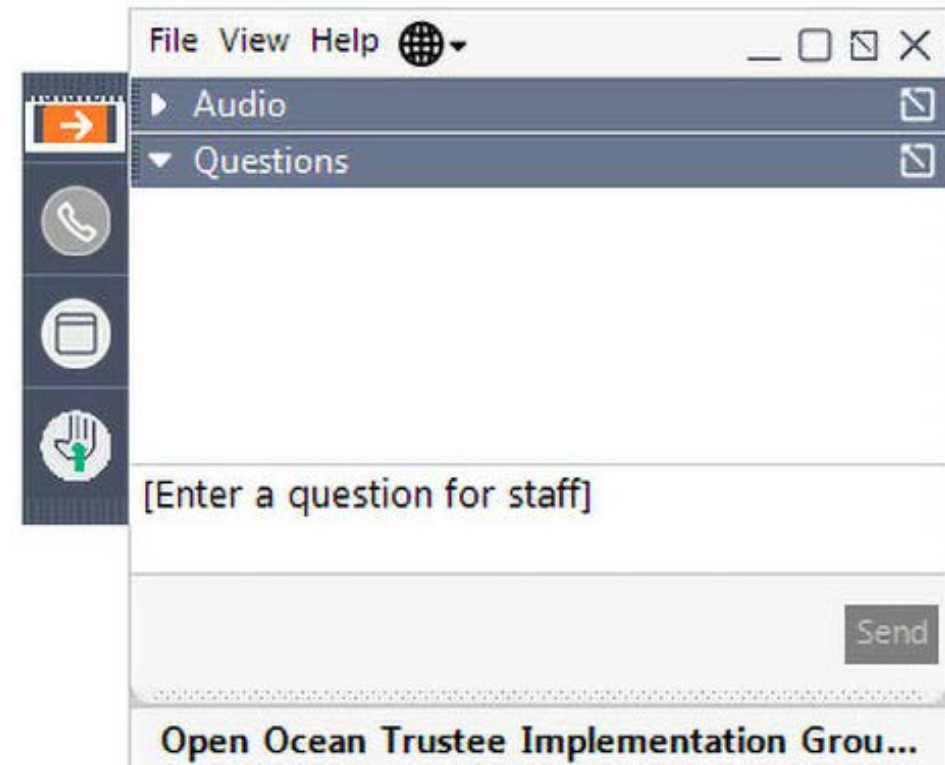 File View Help
Audio
Questions
[Enter a question for staff]
Send
Open Ocean Trustee Implementation Grou...